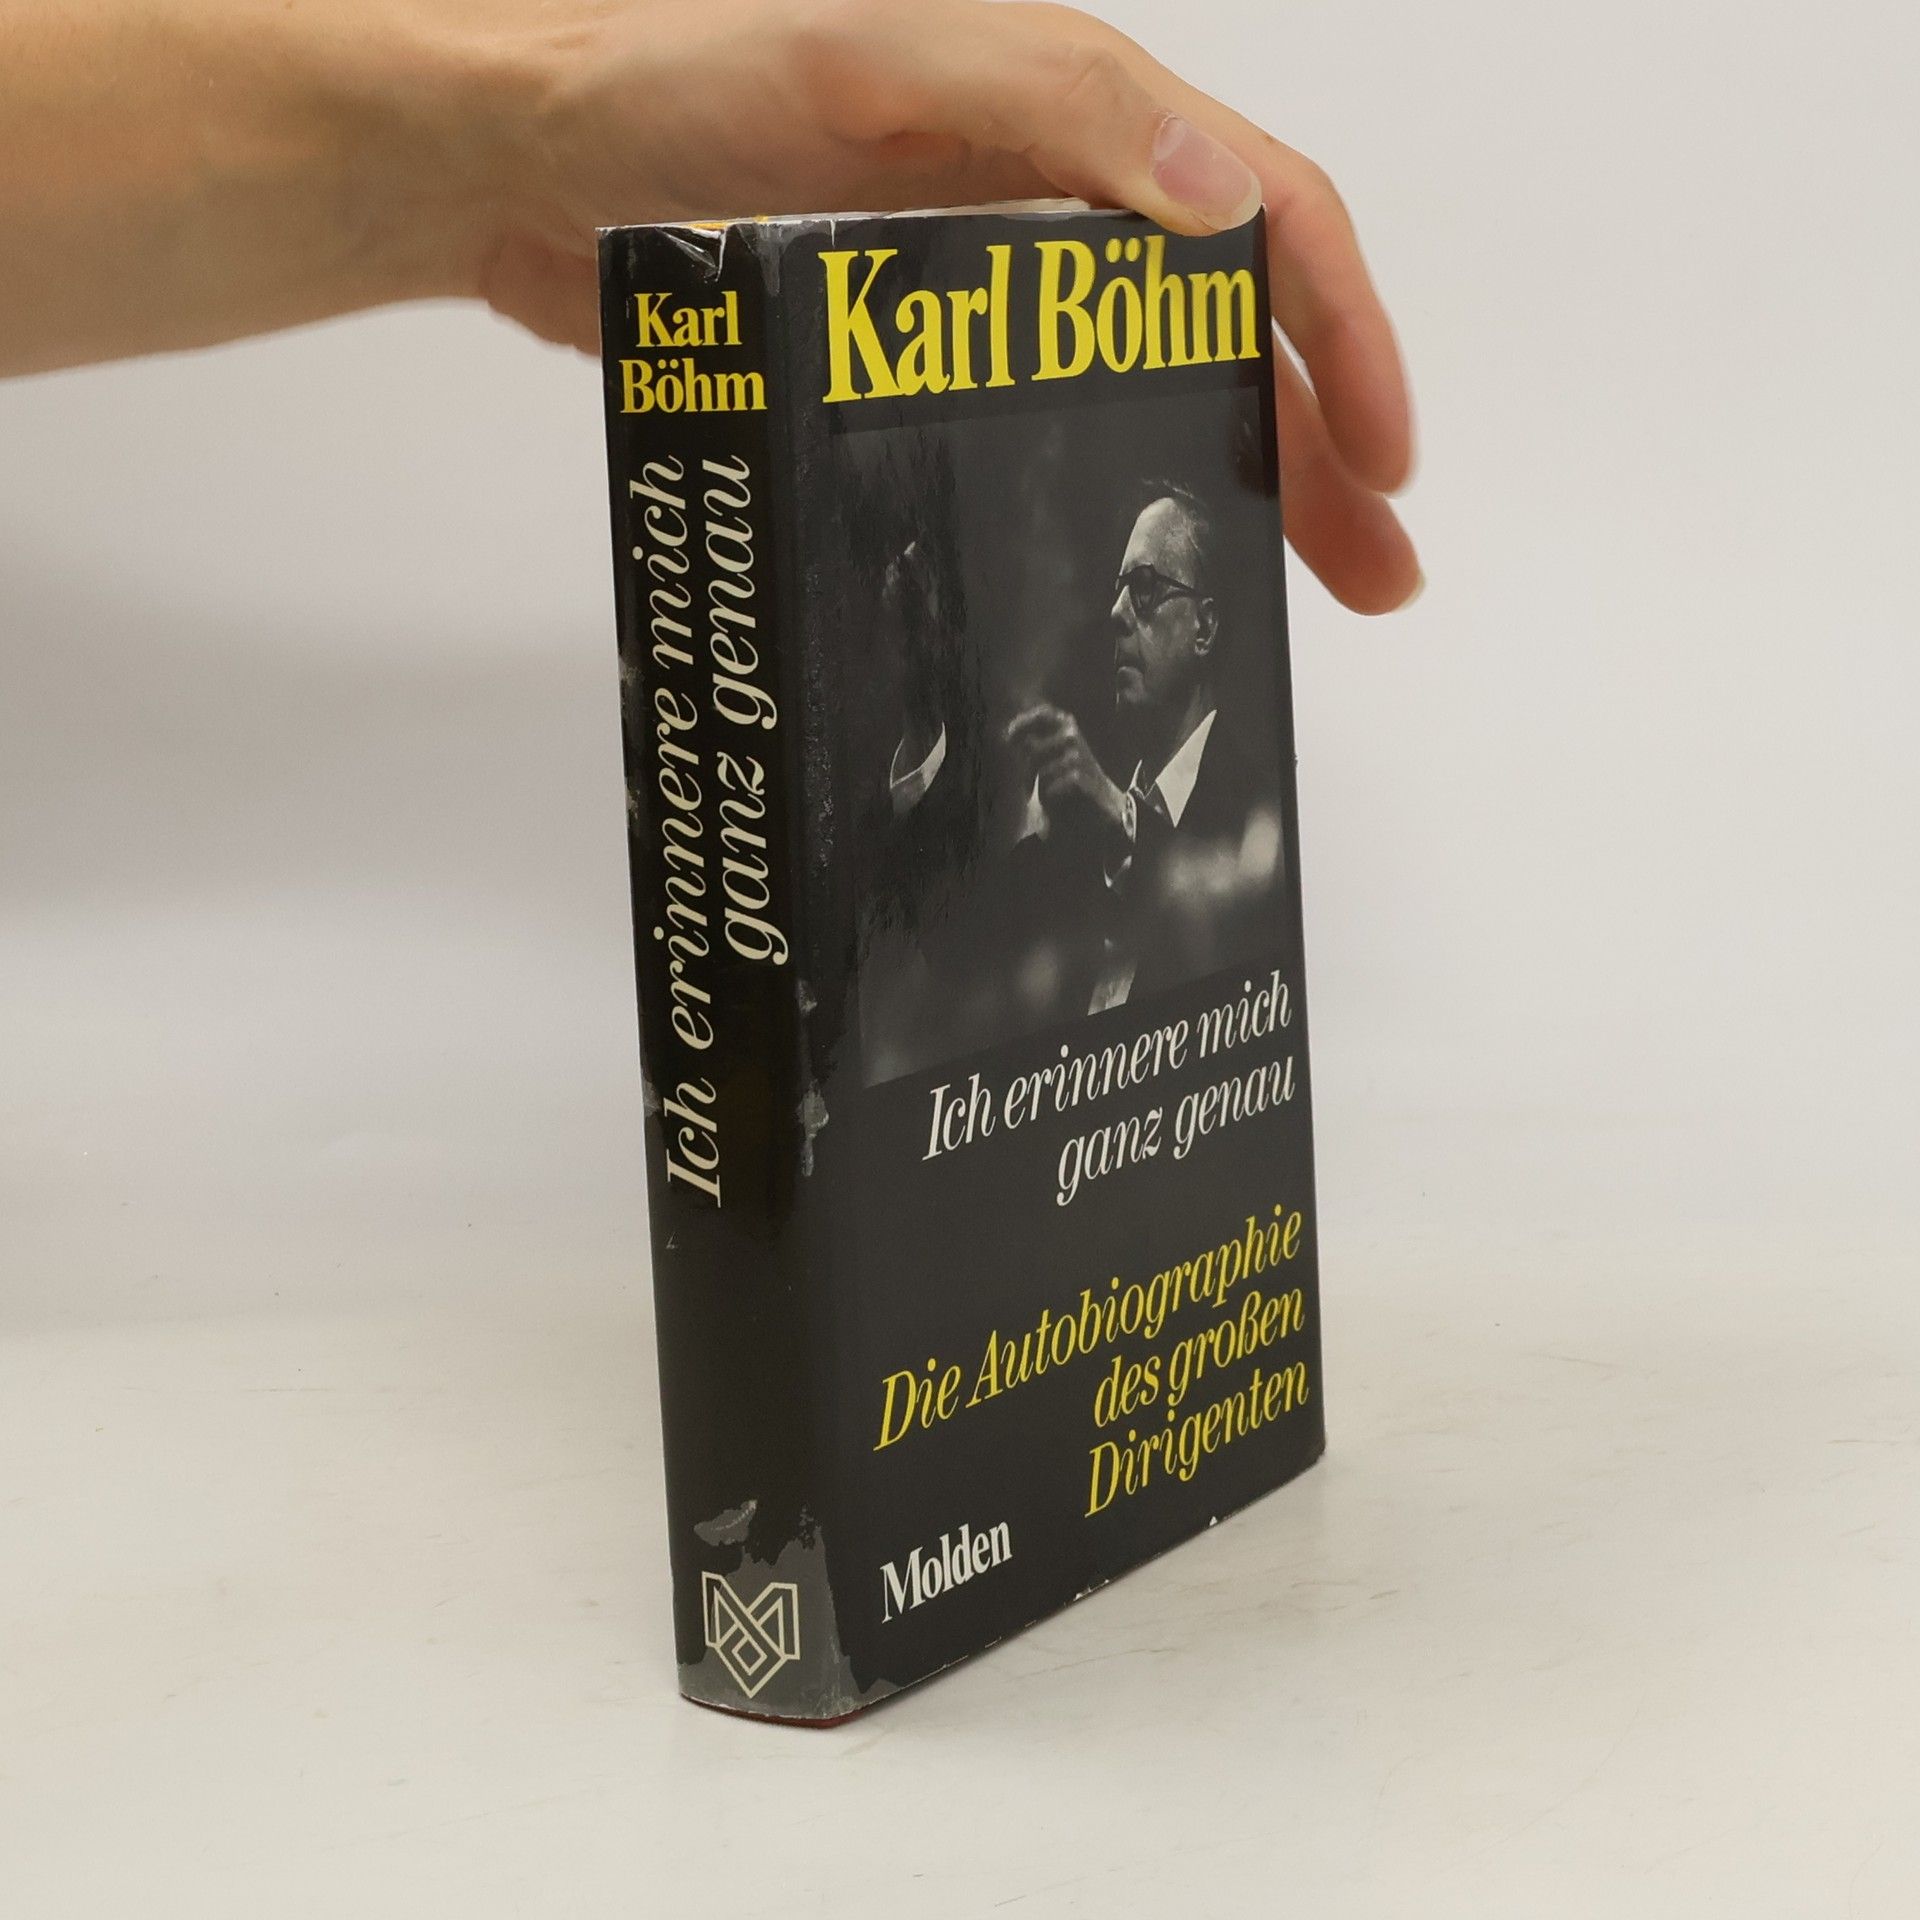 Karl
Böhm
Ich erinnere mich
ganz genau
Karl Böhm
Ich erinnere mich
ganz genau
Die Autobiographie
des großen
Dirigenten
Molden